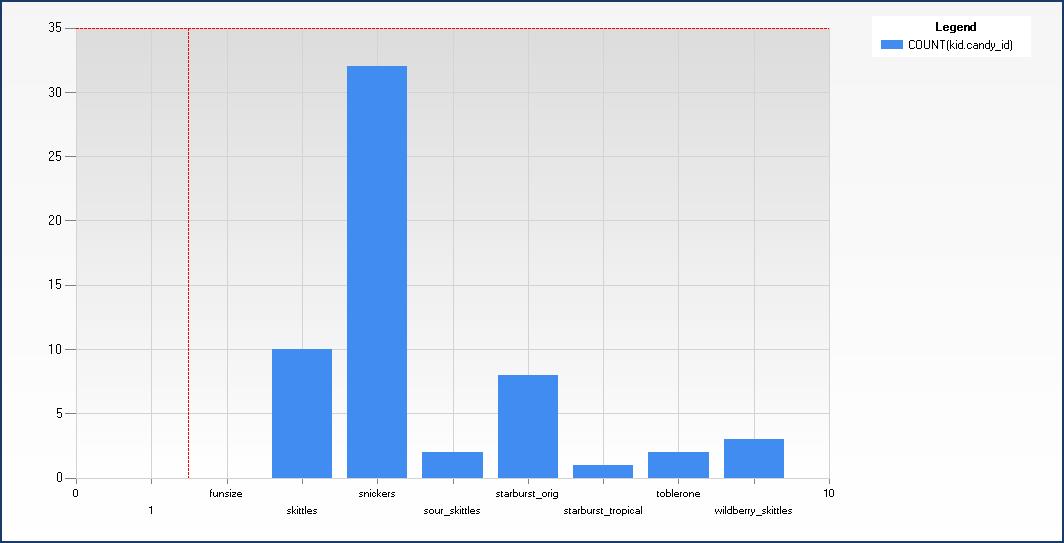 Legend
COUNT(kid.candy_id)
35
30
25
20
15
10
5
0
0 funsize snickers starburst_orig toblerone 10
1 skittles sour_skittles starburst_tropical wildberry_skittles